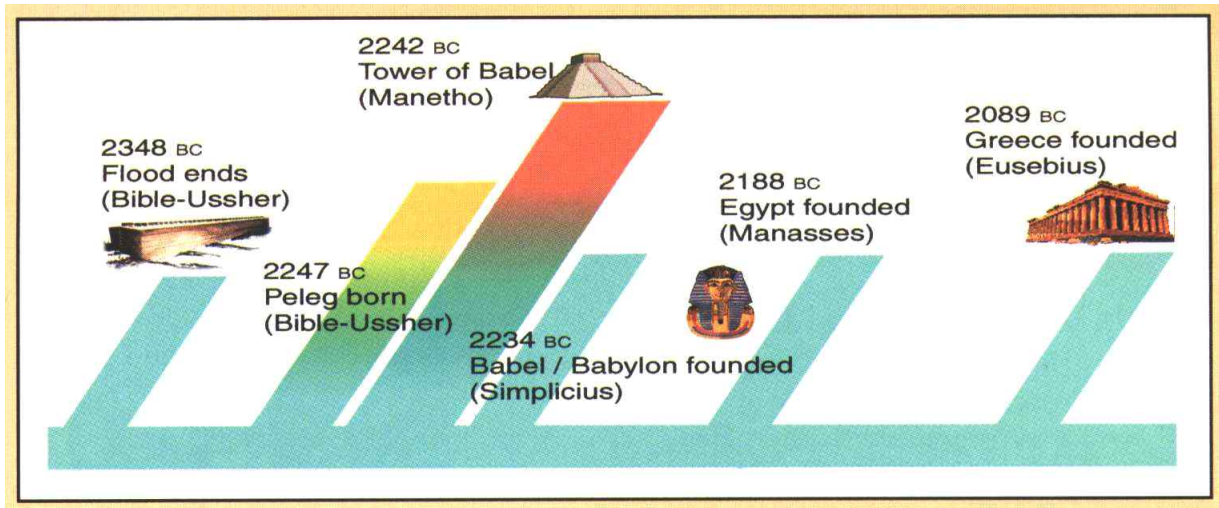 2242 BC
Tower of Babel
(Manetho)
2348 BC
Flood ends
(Bible-Ussher)
2089 BC
Greece founded
(Eusebius)
2188 BC
Egypt founded
(Manasses)
2247 BC
Peleg born
(Bible-Ussher)
2234 BC
Babel / Babylon founded
(Simplicius)